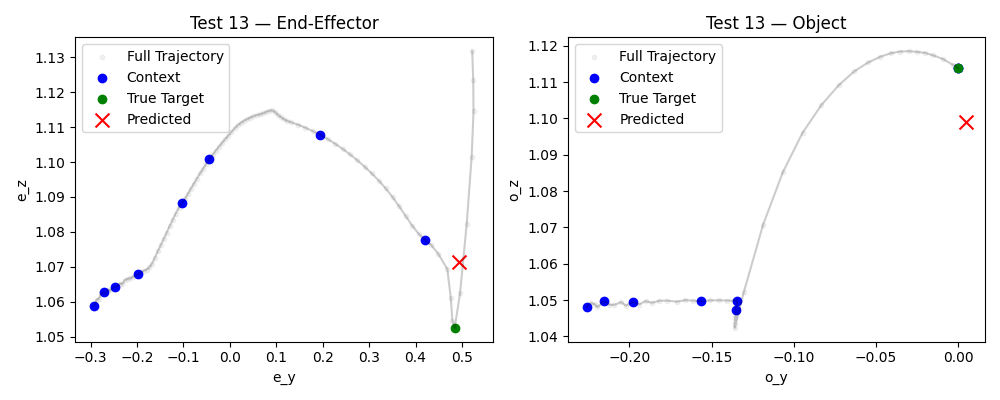 Test 13 — End-Effector
Full Trajectory
Context
True Target
Predicted
e_z
1.13
1.12
1.11
1.10
1.09
1.08
1.07
1.06
1.05
−0.3
−0.2
−0.1
0.0
0.1
0.2
0.3
0.4
0.5
e_y
Test 13 — Object
Full Trajectory
Context
True Target
Predicted
o_z
1.12
1.11
1.10
1.09
1.08
1.07
1.06
1.05
1.04
−0.20
−0.15
−0.10
−0.05
0.00
o_y